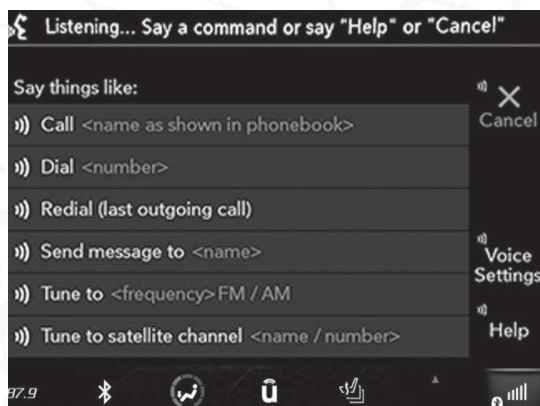 Listening... Say a command or say "Help" or "Cancel"
Say things like:
Call <name as shown in phonebook>
Dial <number>
Redial (last outgoing call)
Send message to <name>
Tune to <frequency> FM / AM
Tune to satellite channel <name / number>
Cancel
Voice
Settings
Help
87.9
û